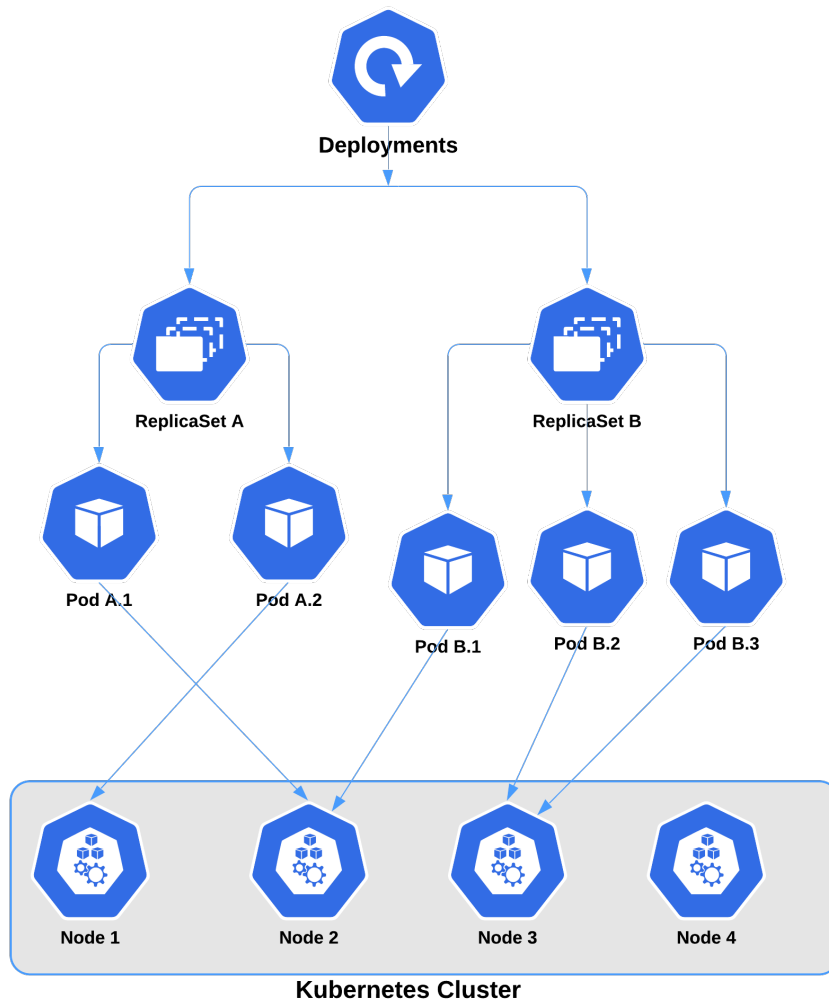 Deployments
ReplicaSet A
ReplicaSet B
Pod A.1
Pod A.2
Pod B.1
Pod B.2
Pod B.3
Node 1
Node 2
Node 3
Node 4
Kubernetes Cluster